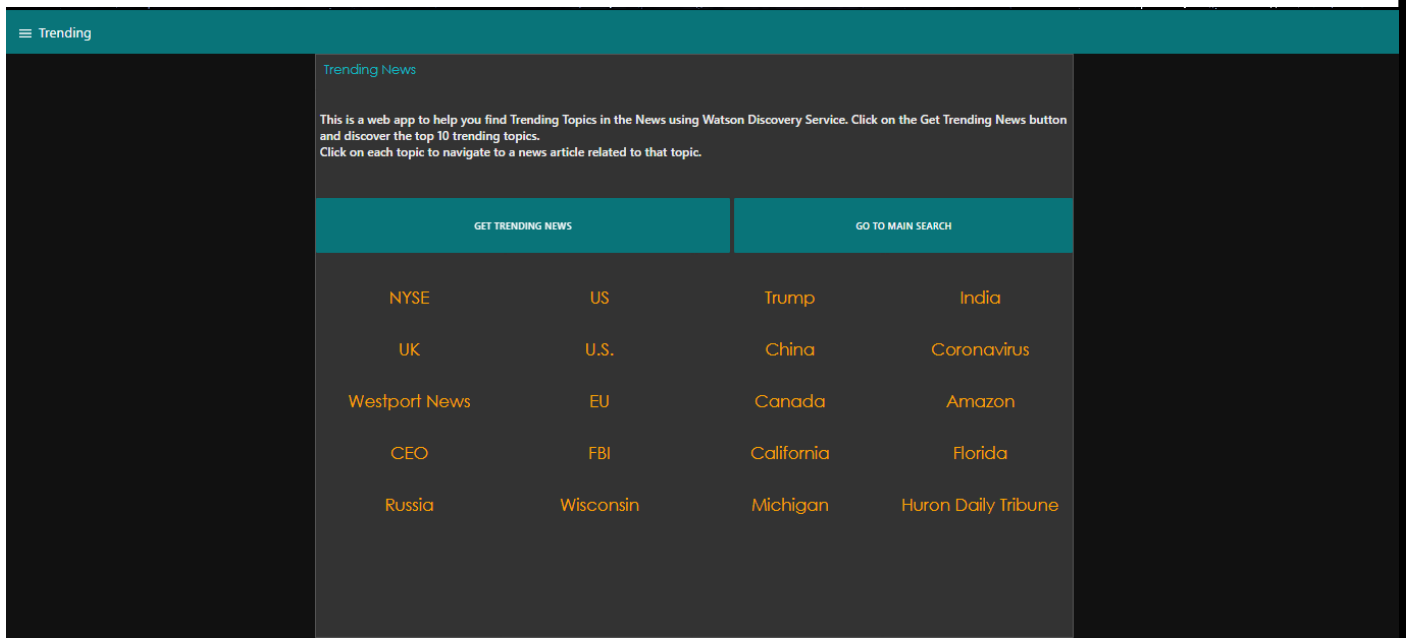 Trending
Trending News
This is a web app to help you find Trending Topics in the News using Watson Discovery Service. Click on the Get Trending News button
and discover the top 10 trending topics.
Click on each topic to navigate to a news article related to that topic.
GET TRENDING NEWS GO TO MAIN SEARCH
NYSE US Trump India
UK U.S. China Coronavirus
Westport News EU Canada Amazon
CEO FBI California Florida
Russia Wisconsin Michigan Huron Daily Tribune